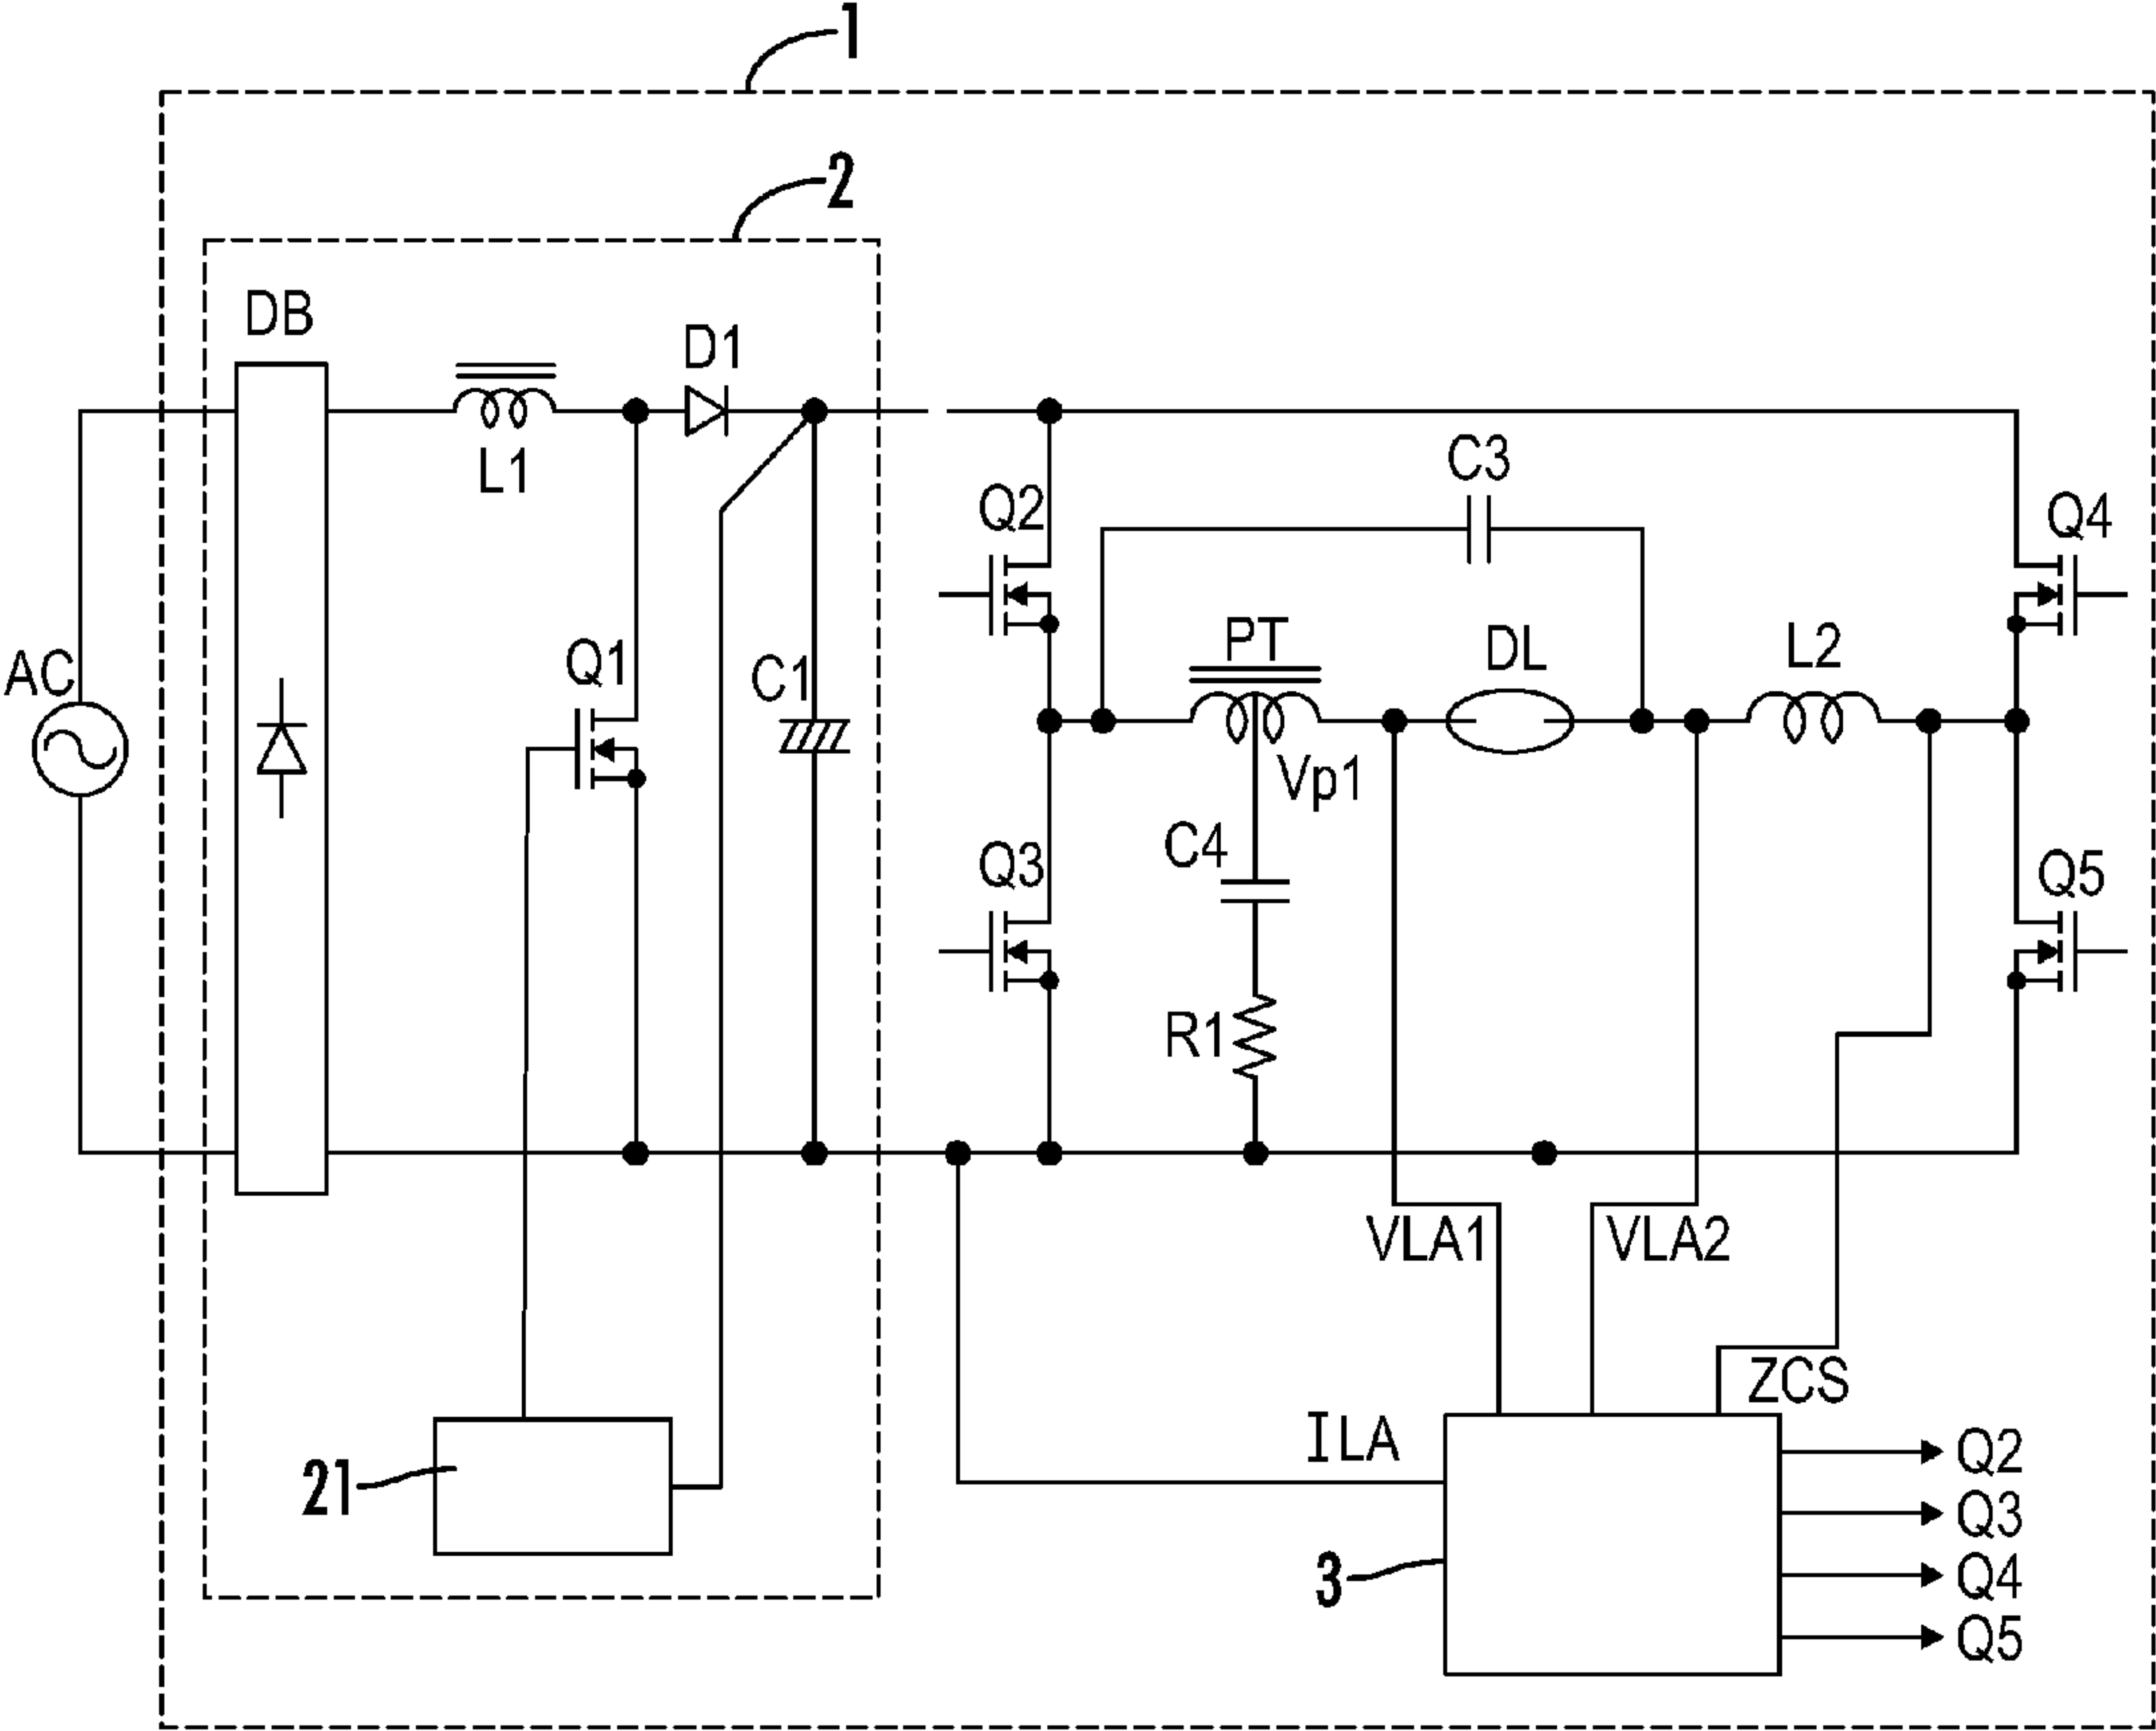 1
2
DB
D1
L1
C3
Q2
Q4
AC
Q1
C1
PT
DL
L2
Vp1
C4
Q3
Q5
R1
VLA1
VLA2
ZCS
ILA
21
3
Q2
Q3
Q4
Q5